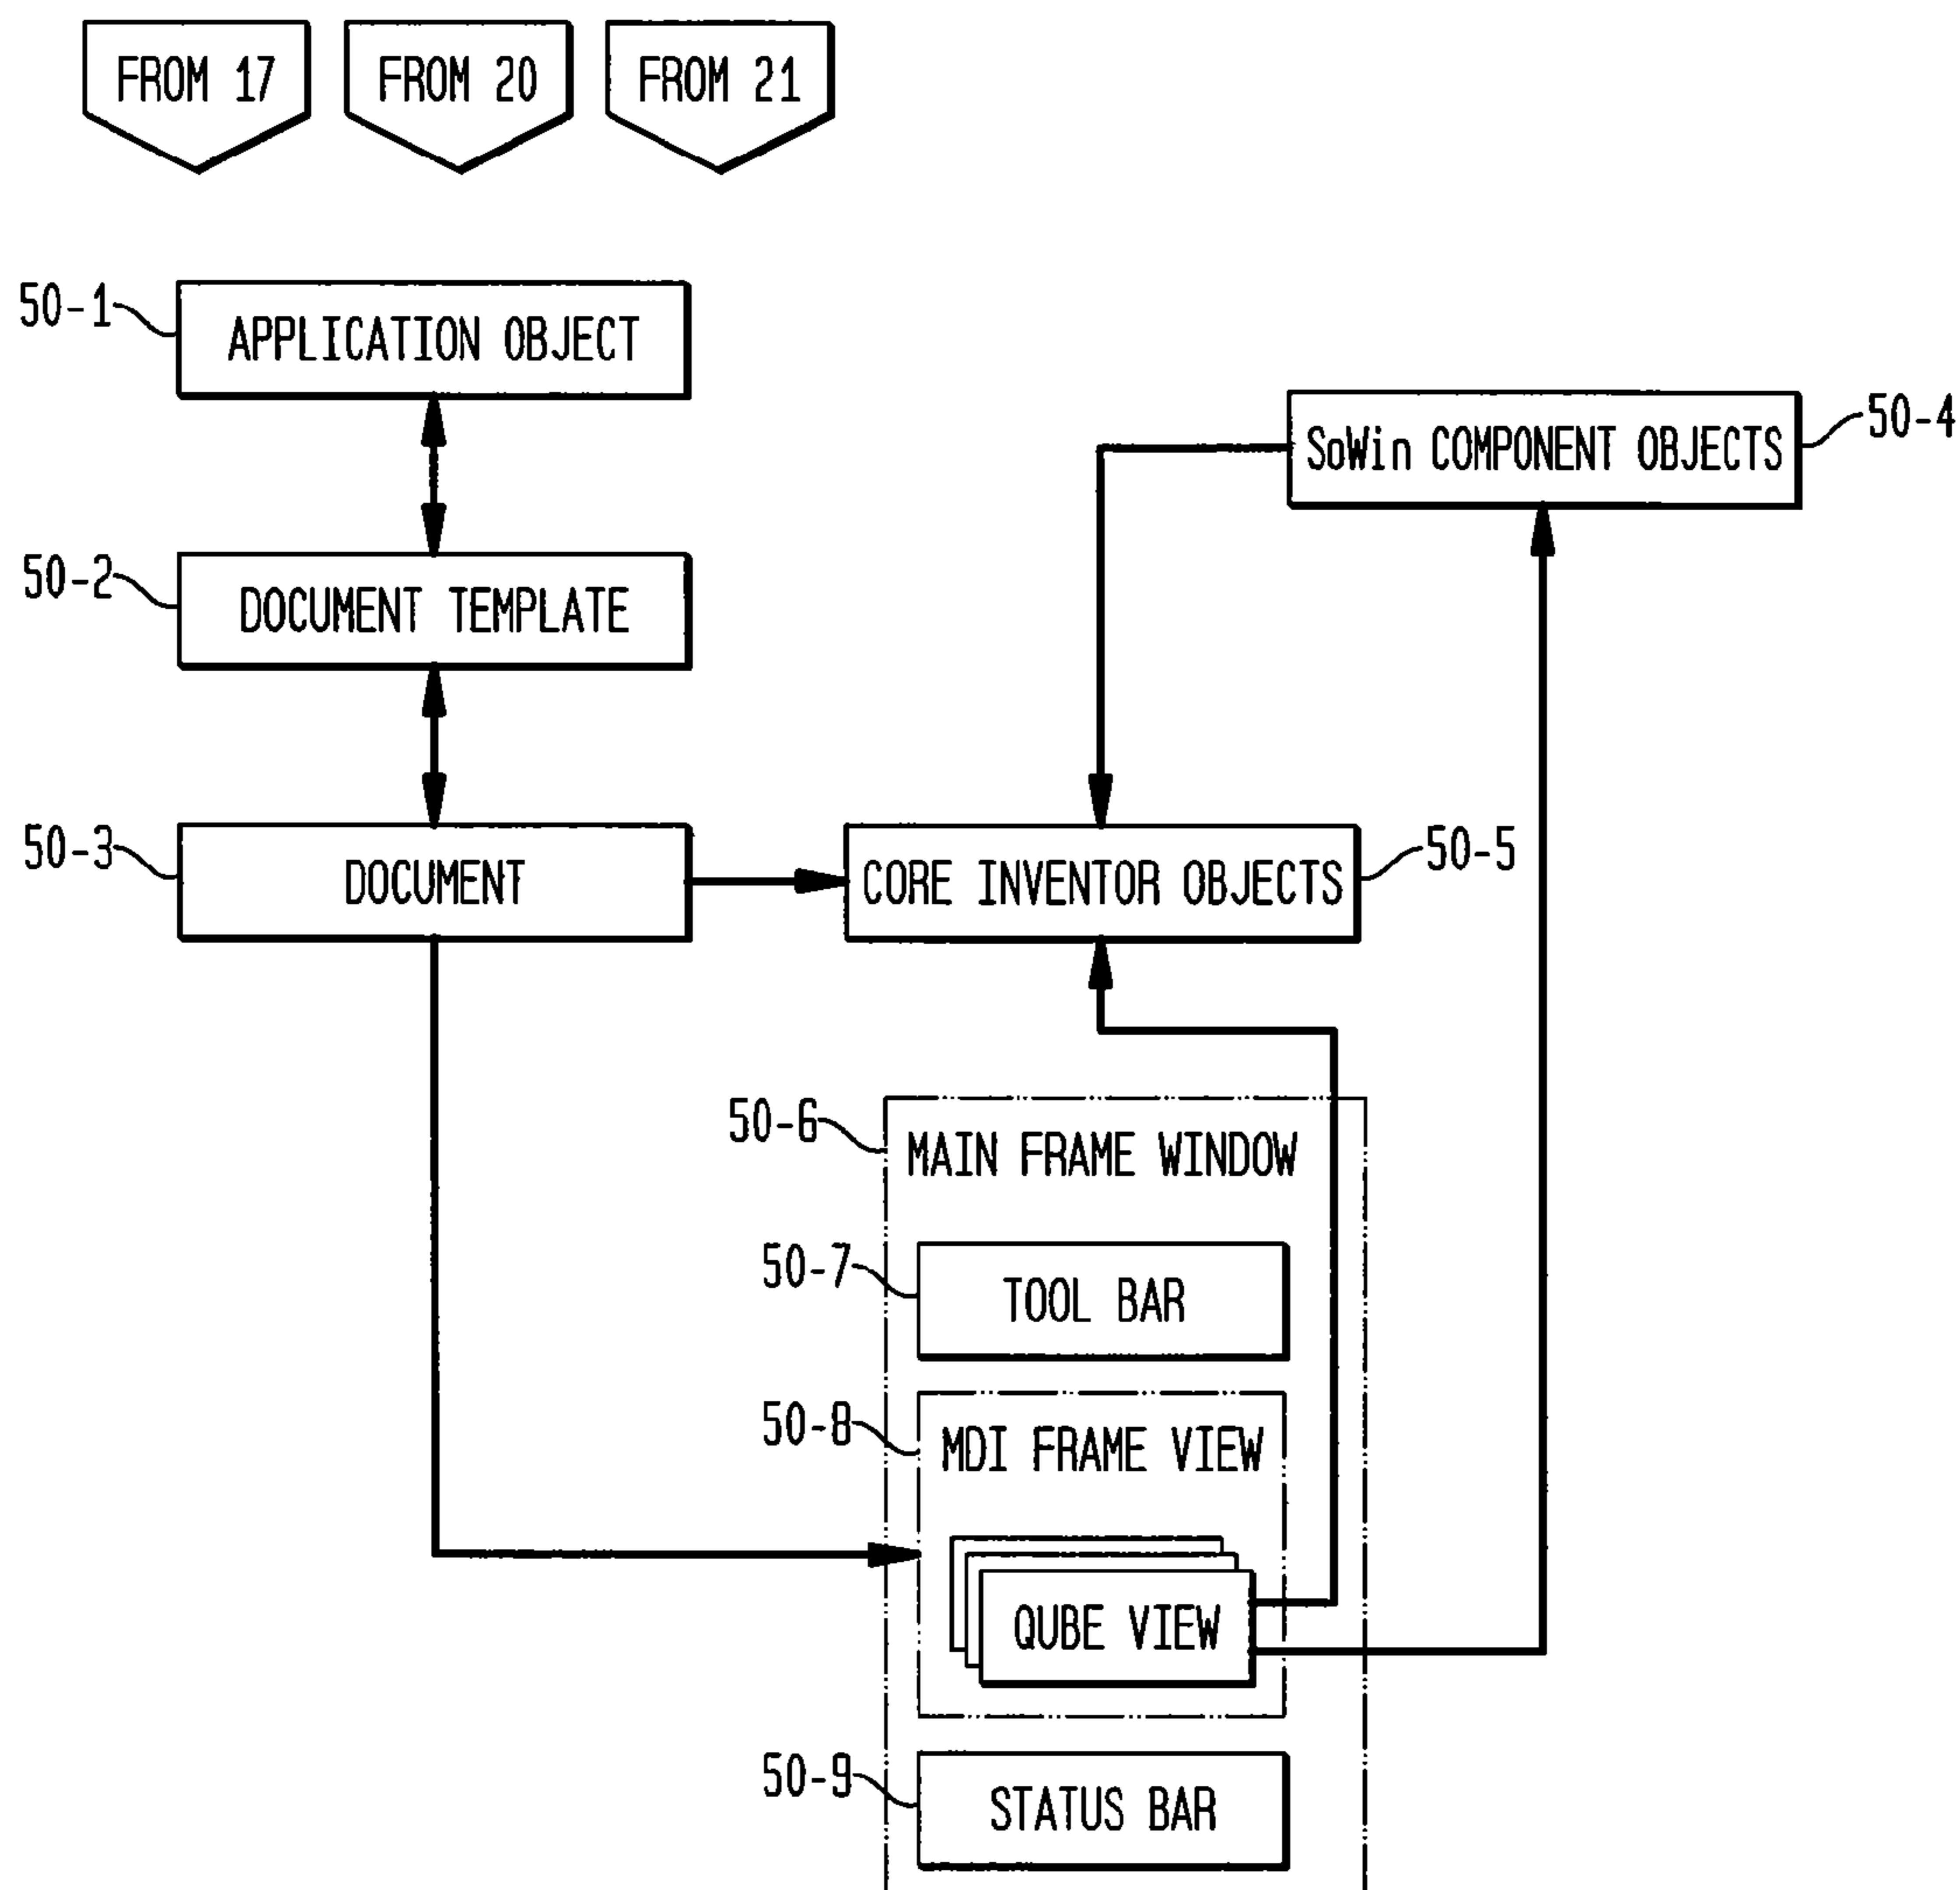 FROM 17
FROM 20
FROM 21
50-1
APPLICATION OBJECT
50-4
SoWin COMPONENT OBJECTS
50-2
DOCUMENT TEMPLATE
50-3
DOCUMENT
CORE INVENTOR OBJECTS
50-5
50-6
MAIN FRAME WINDOW
50-7
TOOL BAR
50-8
MDI FRAME VIEW
QUBE VIEW
50-9
STATUS BAR